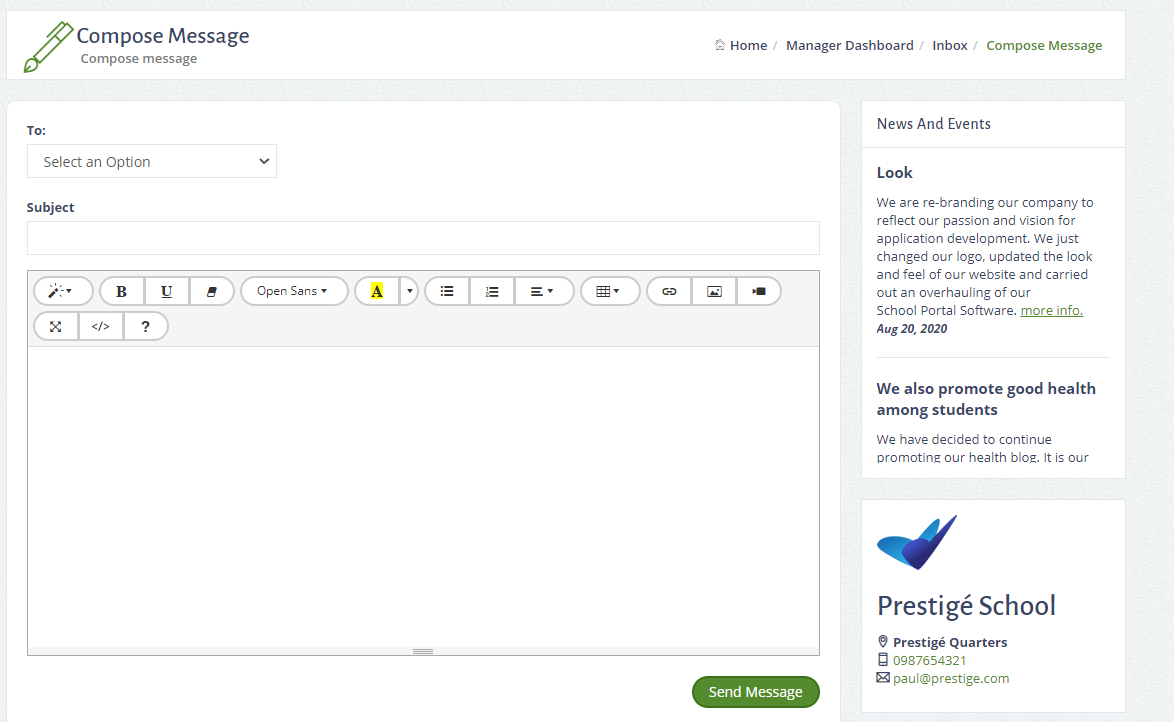 Compose Message
Compose message
Home / Manager Dashboard / Inbox / Compose Message
To:
Select an Option
Subject
B U Open Sans A
</> ?
Send Message
News And Events
Look
We are re-branding our company to
reflect our passion and vision for
application development. We just
changed our logo, updated the look
and feel of our website and carried
out an overhauling of our
School Portal Software. more info.
Aug 20, 2020
We also promote good health
among students
We have decided to continue
promoting our health blog. It is our
Prestigé School
Prestigé Quarters
0987654321
paul@prestige.com